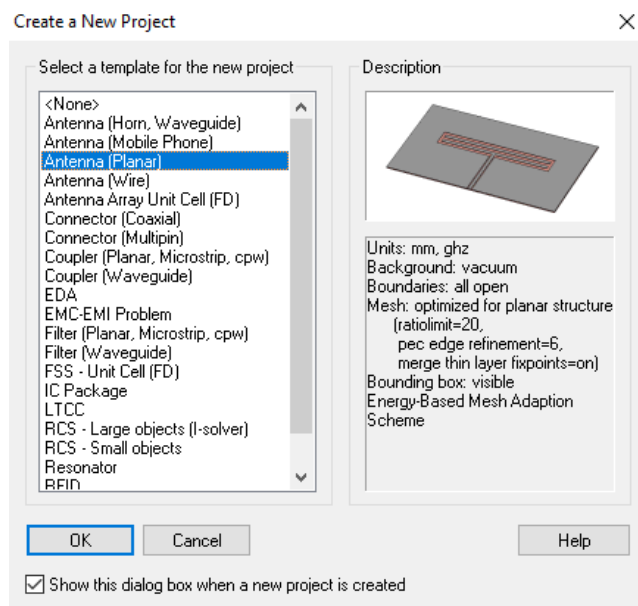 Create a New Project
Select a template for the new project
<None>
Antenna (Horn, Waveguide)
Antenna (Mobile Phone)
Antenna (Planar)
Antenna (Wire)
Antenna Array Unit Cell (FD)
Connector (Coaxial)
Connector (Multipin)
Coupler (Planar, Microstrip, cpw)
Coupler (Waveguide)
EDA
EMC-EMI Problem
Filter (Planar, Microstrip, cpw)
Filter (Waveguide)
FSS - Unit Cell (FD)
IC Package
LTCC
RCS - Large objects (I-solver)
RCS - Small objects
Resonator
RFID
Description
Units: mm, ghz
Background: vacuum
Boundaries: all open
Mesh: optimized for planar structure
(ratiolimit=20,
pec edge refinement=6,
merge thin layer fixpoints=on)
Bounding box: visible
Energy-Based Mesh Adaption
Scheme
OK
Cancel
Help
Show this dialog box when a new project is created